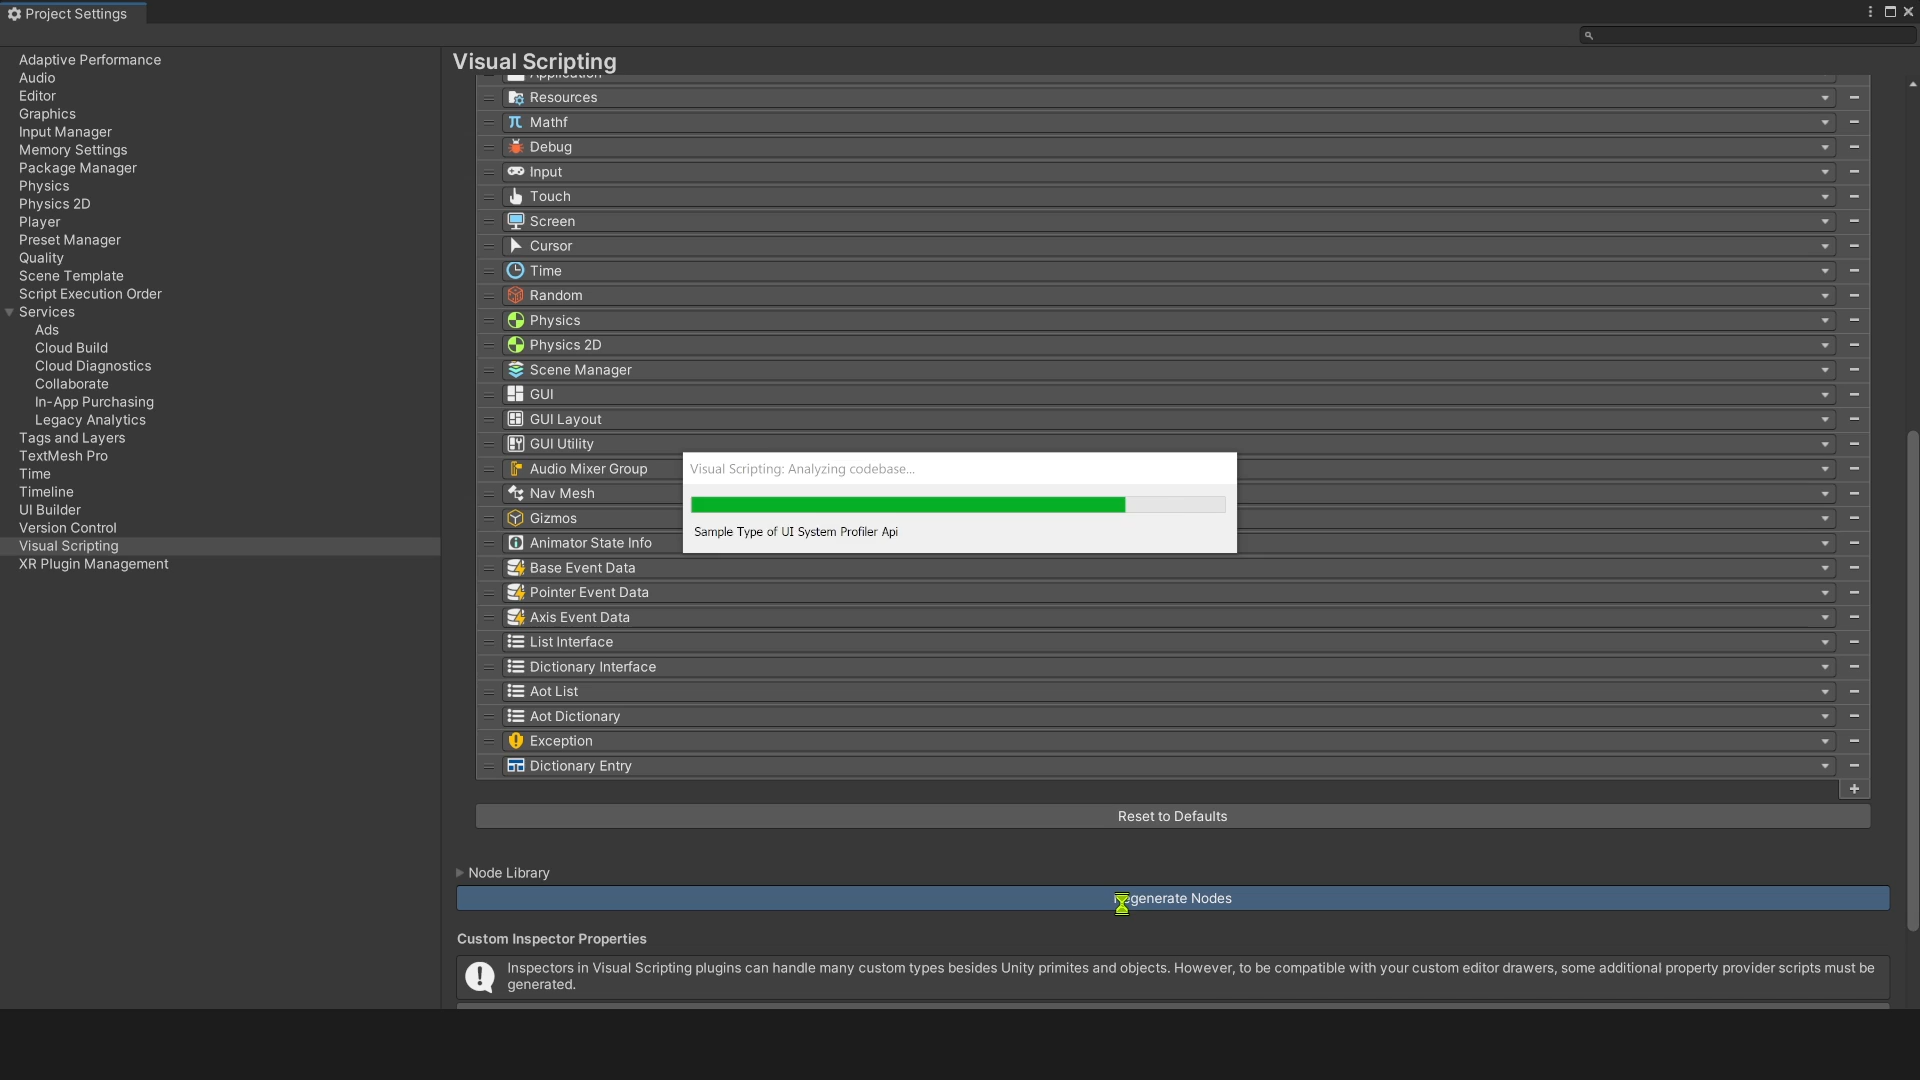 Project Settings
Adaptive Performance
Audio
Editor
Graphics
Input Manager
Memory Settings
Package Manager
Physics
Physics 2D
Player
Preset Manager
Quality
Scene Template
Script Execution Order
Services
Ads
Cloud Build
Cloud Diagnostics
Collaborate
In-App Purchasing
Legacy Analytics
Tags and Layers
TextMesh Pro
Time
Timeline
UI Builder
Version Control
Visual Scripting
XR Plugin Management
Visual Scripting
Application
Resources
Mathf
Debug
Input
Touch
Screen
Cursor
Time
Random
Physics
Physics 2D
Scene Manager
GUI
GUI Layout
GUI Utility
Audio Mixer Group
Nav Mesh
Gizmos
Animator State Info
Base Event Data
Pointer Event Data
Axis Event Data
List Interface
Dictionary Interface
Aot List
Aot Dictionary
Exception
Dictionary Entry
Visual Scripting: Analyzing codebase...
Sample Type of UI System Profiler Api
Reset to Defaults
Node Library
Regenerate Nodes
Custom Inspector Properties
Inspectors in Visual Scripting plugins can handle many custom types besides Unity primites and objects. However, to be compatible with your custom editor drawers, some additional property provider scripts must be
generated.